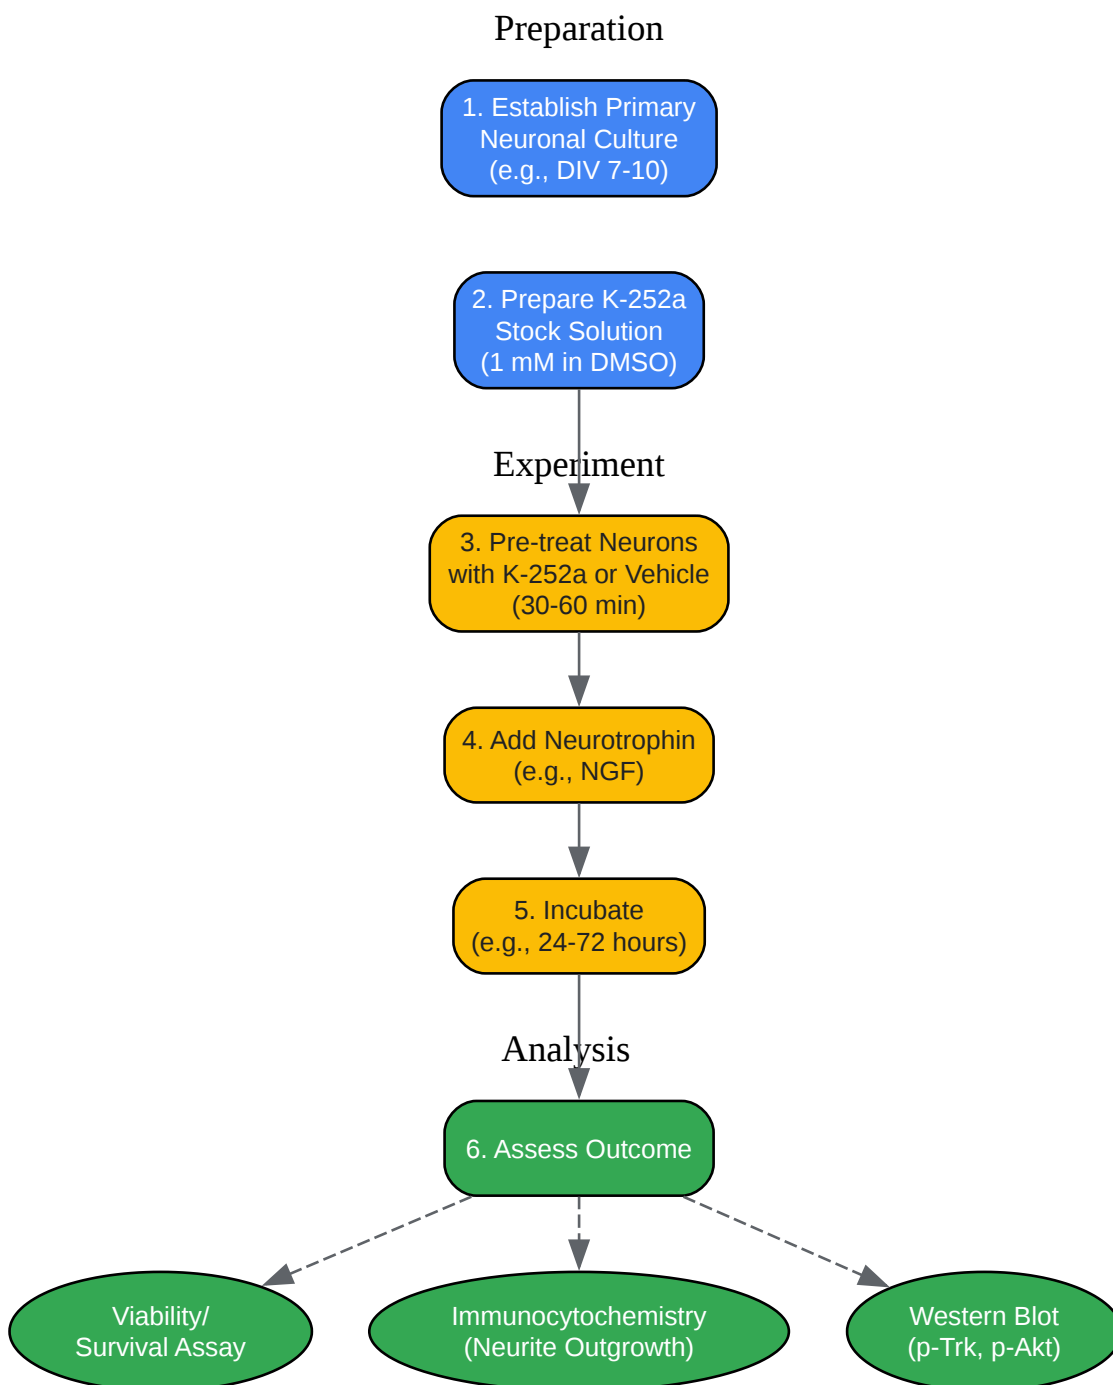 Preparation
1. Establish Primary
Neuronal Culture
(e.g., DIV 7-10)
2. Prepare K-252a
Stock Solution
(1 mM in DMSO)
Experiment
3. Pre-treat Neurons
with K-252a or Vehicle
(30-60 min)
4. Add Neurotrophin
(e.g., NGF)
5. Incubate
(e.g., 24-72 hours)
Analysis
6. Assess Outcome
Viability/
Survival Assay
Immunocytochemistry
(Neurite Outgrowth)
Western Blot
(p-Trk, p-Akt)